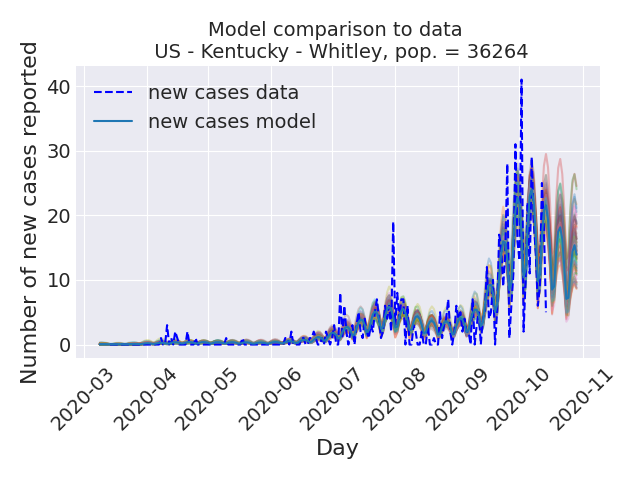 Model comparison to data
US - Kentucky - Whitley, pop. = 36264
Number of new cases reported
40
30
20
10
0
new cases data
new cases model
2020-03
2020-04
2020-05
2020-06
2020-07
2020-08
2020-09
2020-10
2020-11
Day